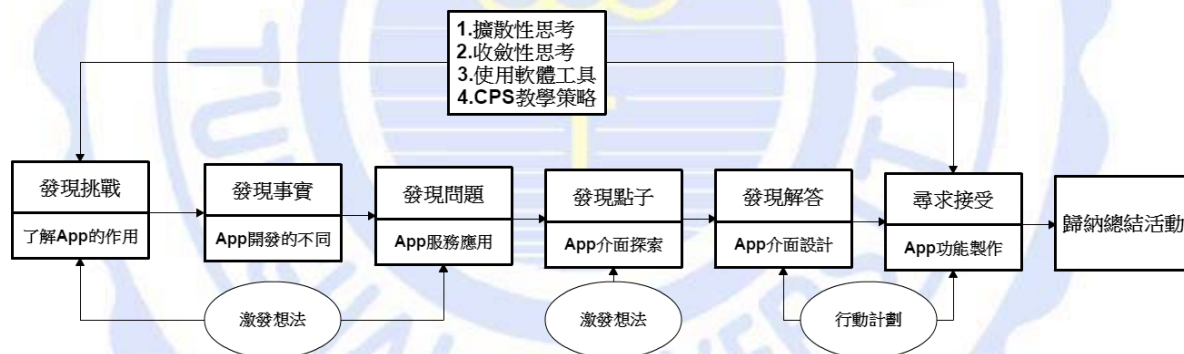 1.擴散性思考
2.收斂性思考
3.使用軟體工具
4.CPS教學策略
發現挑戰
了解App的作用
發現事實
App開發的不同
發現問題
App服務應用
發現點子
App介面探索
發現解答
App介面設計
尋求接受
App功能製作
歸納總結活動
激發想法
激發想法
行動計劃